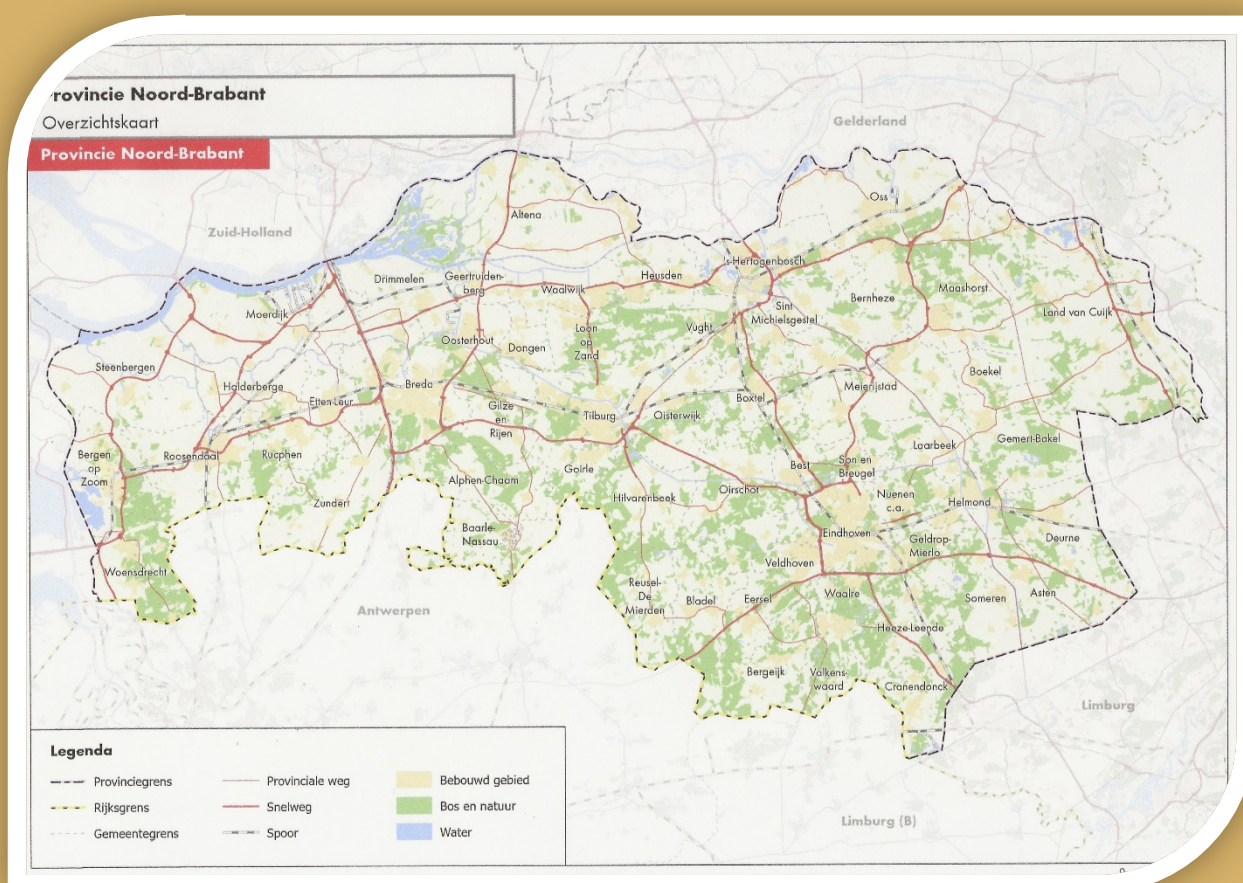 Provincie Noord-Brabant
Overzichtskaart
Provincie Noord-Brabant
Gelderland
Zuid-Holland
Oss
Altena
's-Hertogenbosch
Drimmelen
Geertruiden-
berg
Heusden
Waalwijk
Bernheze
Maashorst
Moerdijk
Sint
Michielsgestel
Land van Cuijk
Vught
Loon
op
Zand
Oosterhout
Dongen
Steenbergen
Boekel
Halderberge
Breda
Meierijstad
Etten-Leur
Boxtel
Gilze
en
Rijen
Tilburg
Oisterwijk
Laarbeek
Gemert-Bakel
Bergen
op
Zoom
Roosendaal
Rucphen
Goirle
Best
Son en
Breugel
Alphen-Chaam
Oirschot
Hilvarenbeek
Nuenen
c.a.
Helmond
Zundert
Baarle-
Nassau
Eindhoven
Geldrop-
Mierlo
Deurne
Veldhoven
Woensdrecht
Reusel-
De
Mierden
Bladel
Eersel
Waalre
Someren
Asten
Antwerpen
Heeze-Leende
Bergeijk
Valkens-
waard
Cranendonck
Limburg
Limburg (B)
Legenda
Provinciegrens
Rijksgrens
Gemeentegrens
Provinciale weg
Snelweg
Spoor
Bebouwd gebied
Bos en natuur
Water
0